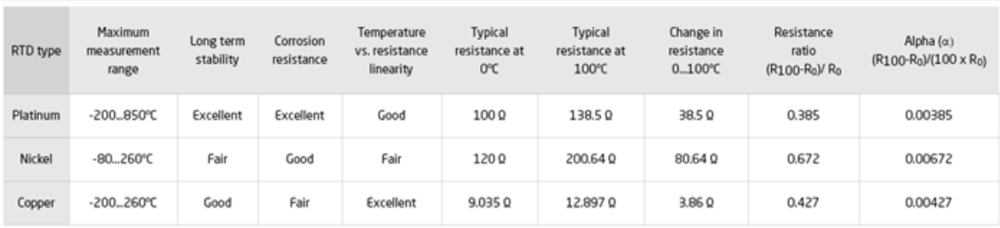 RTD type
Maximum
measurement
range
Long term
stability
Corrosion
resistance
Temperature
vs. resistance
linearity
Typical
resistance at
0°C
Typical
resistance at
100°C
Change in
resistance
0...100°C
Resistance
ratio
(R100-R0)/ R0
Alpha (α)
(R100-R0)/(100 x R0)
Platinum -200...850°C Excellent Excellent Good 100 Ω 138.5 Ω 38.5 Ω 0.385 0.00385
Nickel -80...260°C Fair Good Fair 120 Ω 200.64 Ω 80.64 Ω 0.672 0.00672
Copper -200...260°C Good Fair Excellent 9.035 Ω 12.897 Ω 3.86 Ω 0.427 0.00427